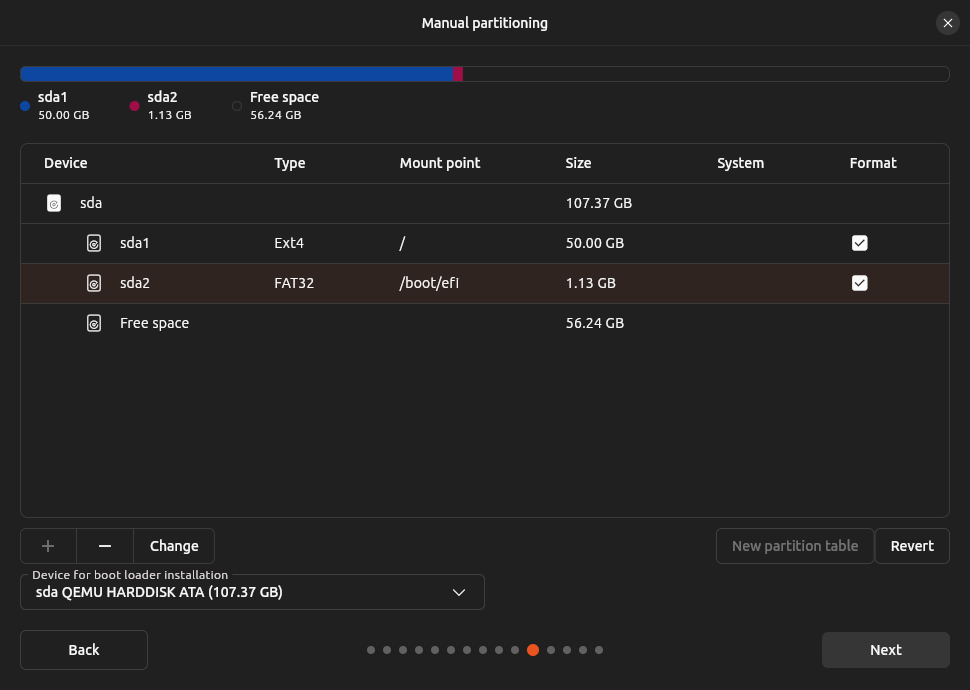 Manual partitioning
sda1 sda2 Free space
50.00 GB 1.13 GB 56.24 GB
Device Type Mount point Size System Format
sda 107.37 GB
sda1 Ext4 / 50.00 GB
sda2 FAT32 /boot/efi 1.13 GB
Free space 56.24 GB
Change New partition table Revert
Device for boot loader installation
sda QEMU HARDDISK ATA (107.37 GB)
Back Next